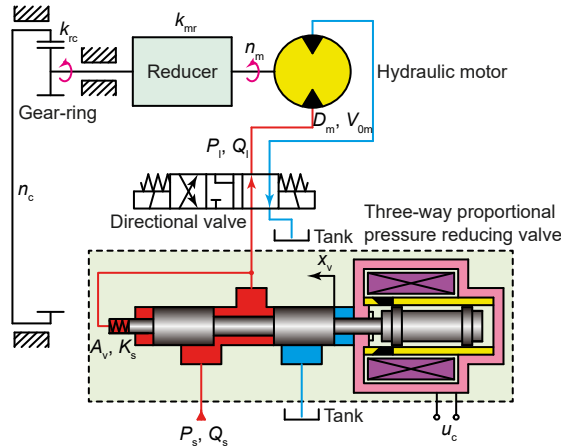 k_mr
k_rc
n_m
Reducer
Hydraulic motor
Gear-ring
D_m, V_0m
P_l, Q_l
n_c
Directional valve
Three-way proportional
pressure reducing valve
Tank
x_v
A_v, K_s
Tank
P_s, Q_s
u_c